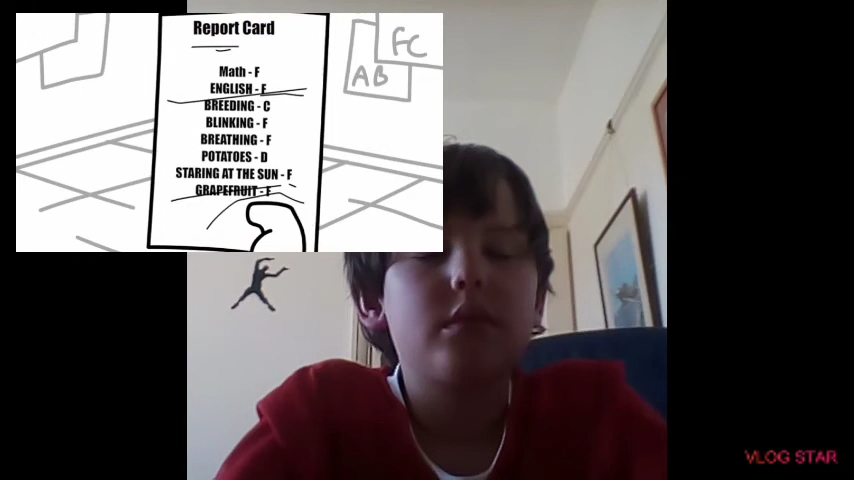 Report Card
Math - F
ENGLISH - F
BREEDING - C
BLINKING - F
BREATHING - F
POTATOES - D
STARING AT THE SUN - F
GRAPEFRUIT - F
FC
AB
VLOG STAR